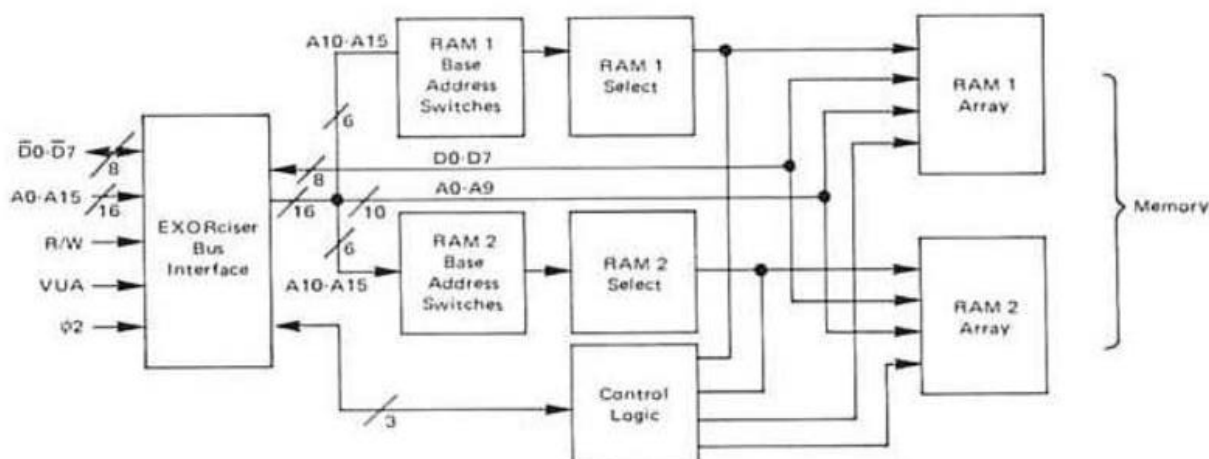 A10-A15
RAM 1
Base
Address
Switches
RAM 1
Select
RAM 1
Array
6
D̅0-D̅7
8
D0-D7
8
A0-A15
16
EXORciser
Bus
Interface
16
10
A0-A9
Memory
R/W
6
RAM 2
Base
Address
Switches
RAM 2
Select
VUA
A10-A15
RAM 2
Array
φ2
Control
Logic
3